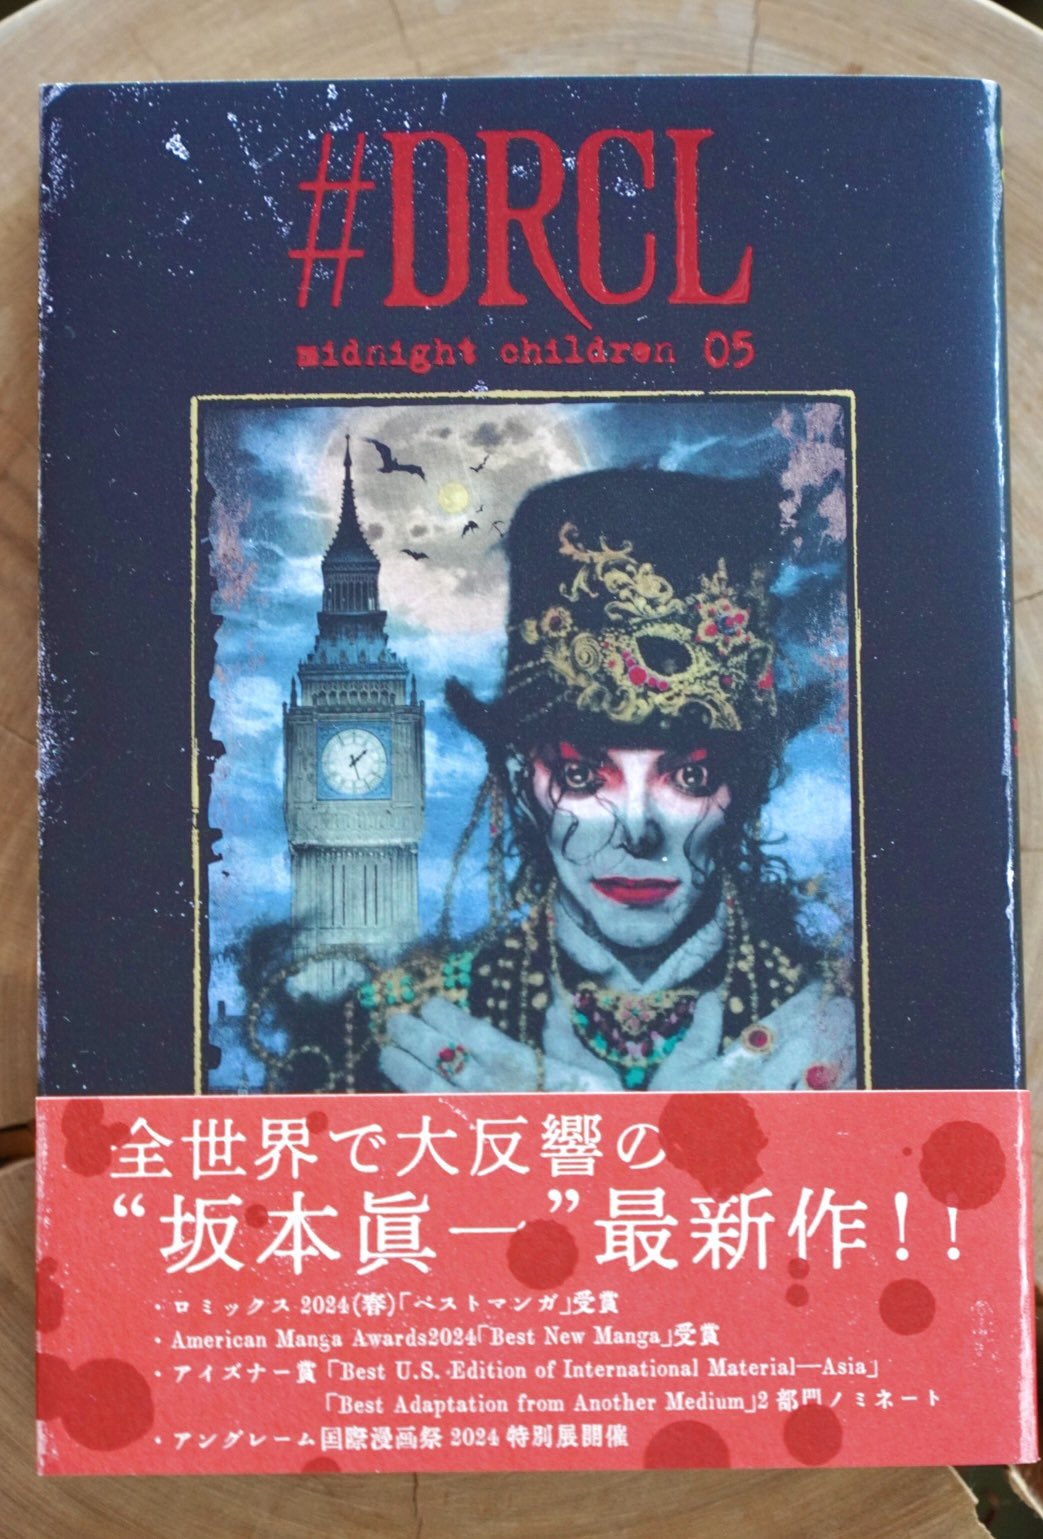 #DRCL
midnight children 05
全世界で大反響の
“坂本眞一”最新作！！
・ロミックス2024(春)「ベストマンガ」受賞
・American Manga Awards2024「Best New Manga」受賞
・アイズナー賞「Best U.S. Edition of International Material—Asia」
「Best Adaptation from Another Medium」2部門ノミネート
・アングレーム国際漫画祭2024特別展開催